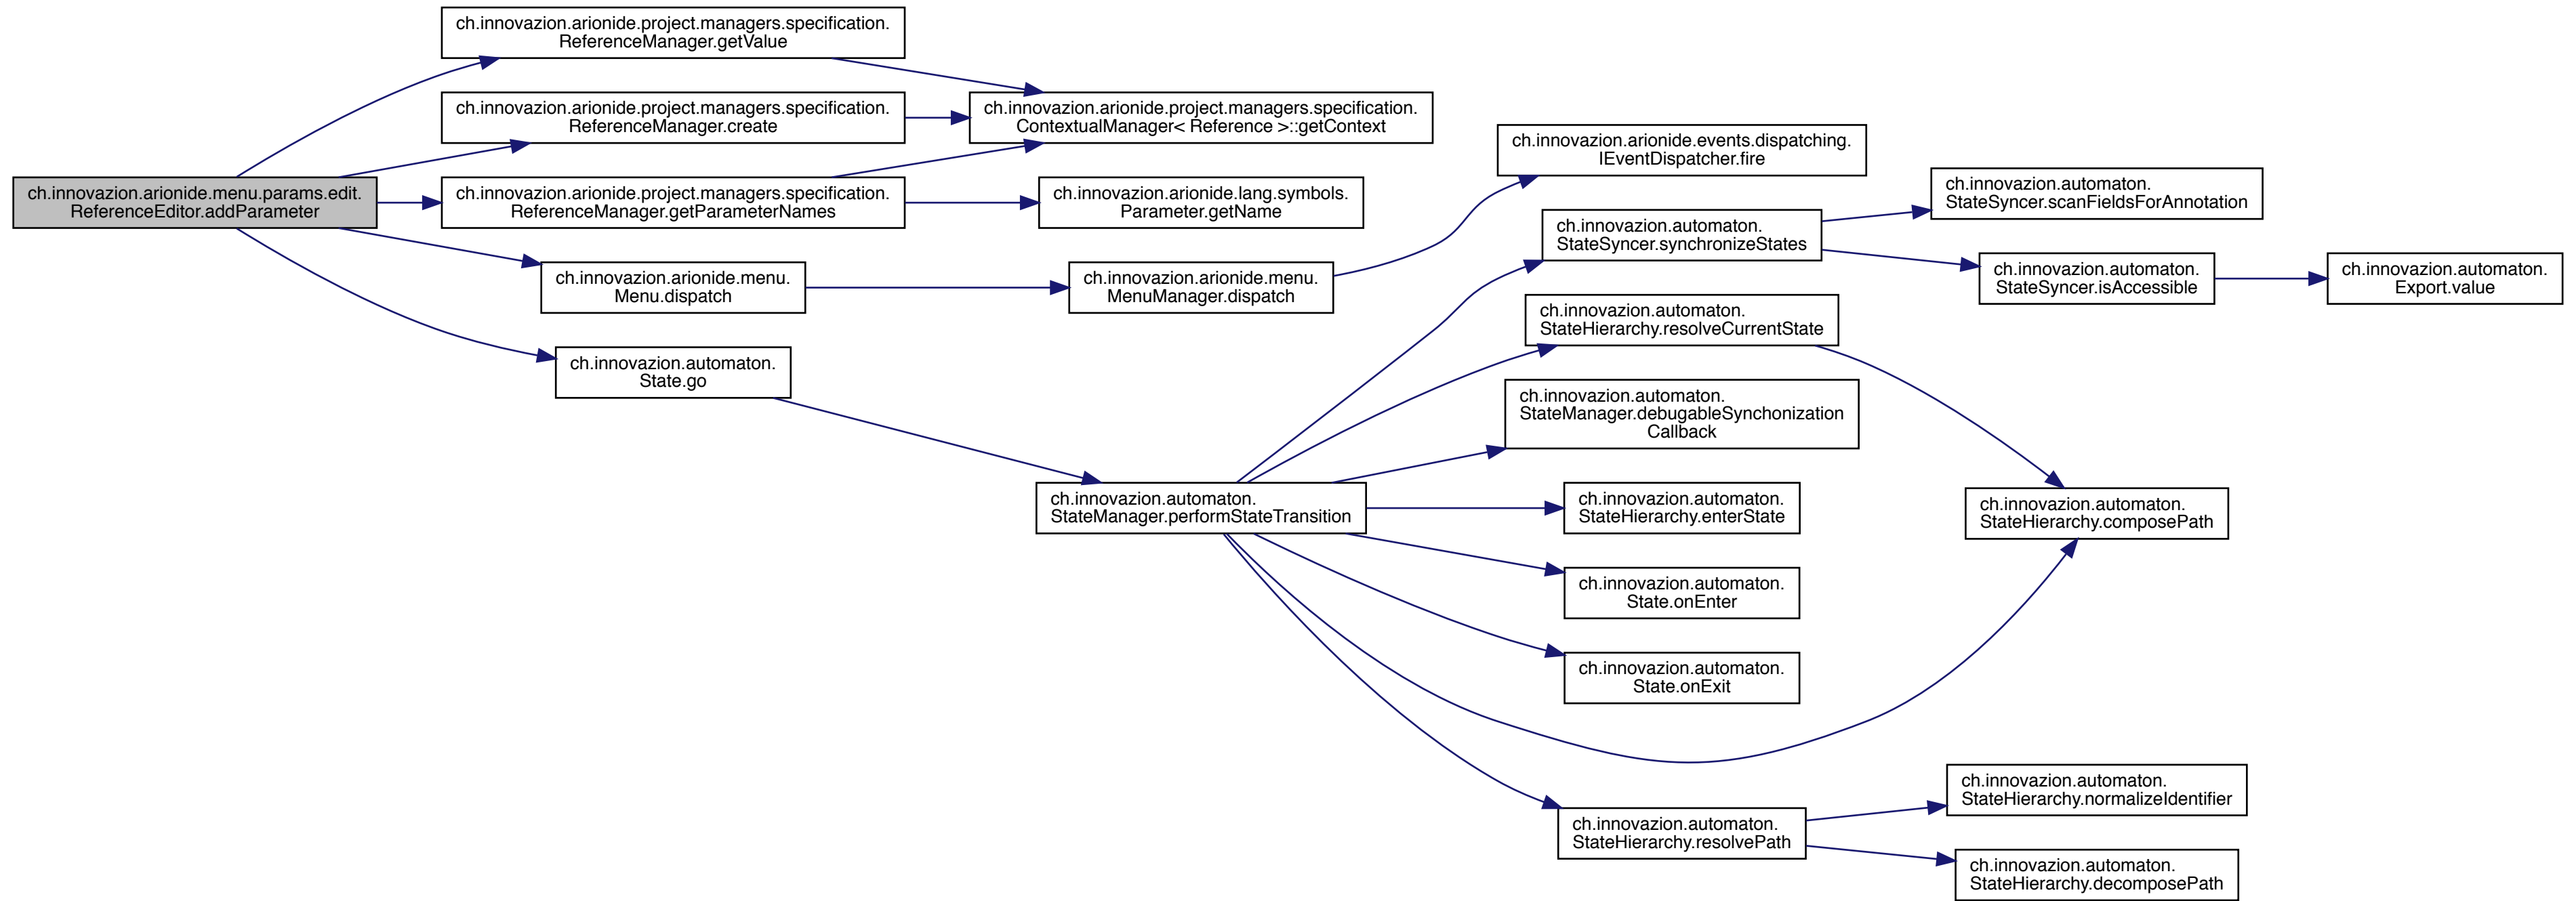 ch.innovazion.arionide.menu.params.edit.
ReferenceEditor.addParameter
ch.innovazion.arionide.project.managers.specification.
ReferenceManager.getValue
ch.innovazion.arionide.project.managers.specification.
ReferenceManager.create
ch.innovazion.arionide.project.managers.specification.
ReferenceManager.getParameterNames
ch.innovazion.arionide.menu.
Menu.dispatch
ch.innovazion.automaton.
State.go
ch.innovazion.arionide.project.managers.specification.
ContextualManager< Reference >::getContext
ch.innovazion.arionide.lang.symbols.
Parameter.getName
ch.innovazion.arionide.menu.
MenuManager.dispatch
ch.innovazion.automaton.
StateManager.performStateTransition
ch.innovazion.arionide.events.dispatching.
IEventDispatcher.fire
ch.innovazion.automaton.
StateSyncer.synchronizeStates
ch.innovazion.automaton.
StateHierarchy.resolveCurrentState
ch.innovazion.automaton.
StateManager.debugableSynchonization
Callback
ch.innovazion.automaton.
StateHierarchy.enterState
ch.innovazion.automaton.
State.onEnter
ch.innovazion.automaton.
State.onExit
ch.innovazion.automaton.
StateHierarchy.resolvePath
ch.innovazion.automaton.
StateSyncer.scanFieldsForAnnotation
ch.innovazion.automaton.
StateSyncer.isAccessible
ch.innovazion.automaton.
Export.value
ch.innovazion.automaton.
StateHierarchy.composePath
ch.innovazion.automaton.
StateHierarchy.normalizeIdentifier
ch.innovazion.automaton.
StateHierarchy.decomposePath